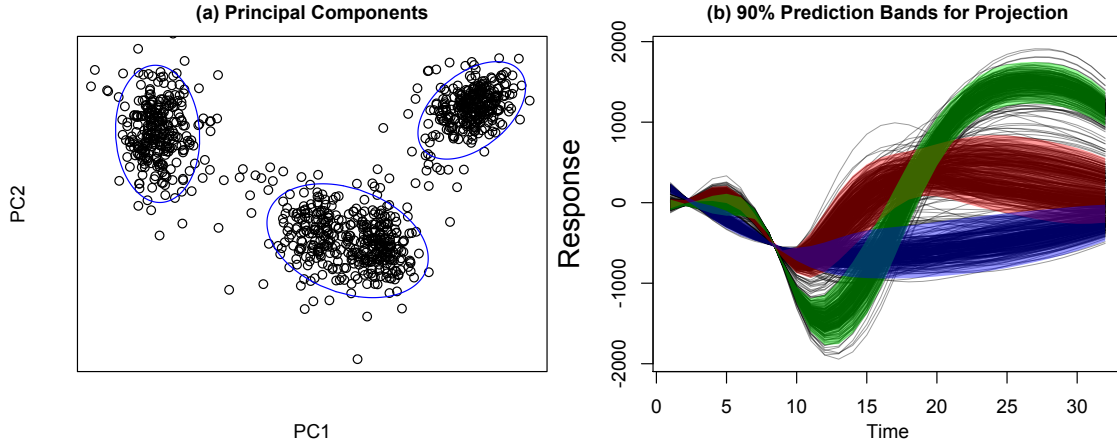 (a) Principal Components
PC2
PC1
(b) 90% Prediction Bands for Projection
Response
2000
1000
0
-1000
-2000
0 5 10 15 20 25 30
Time